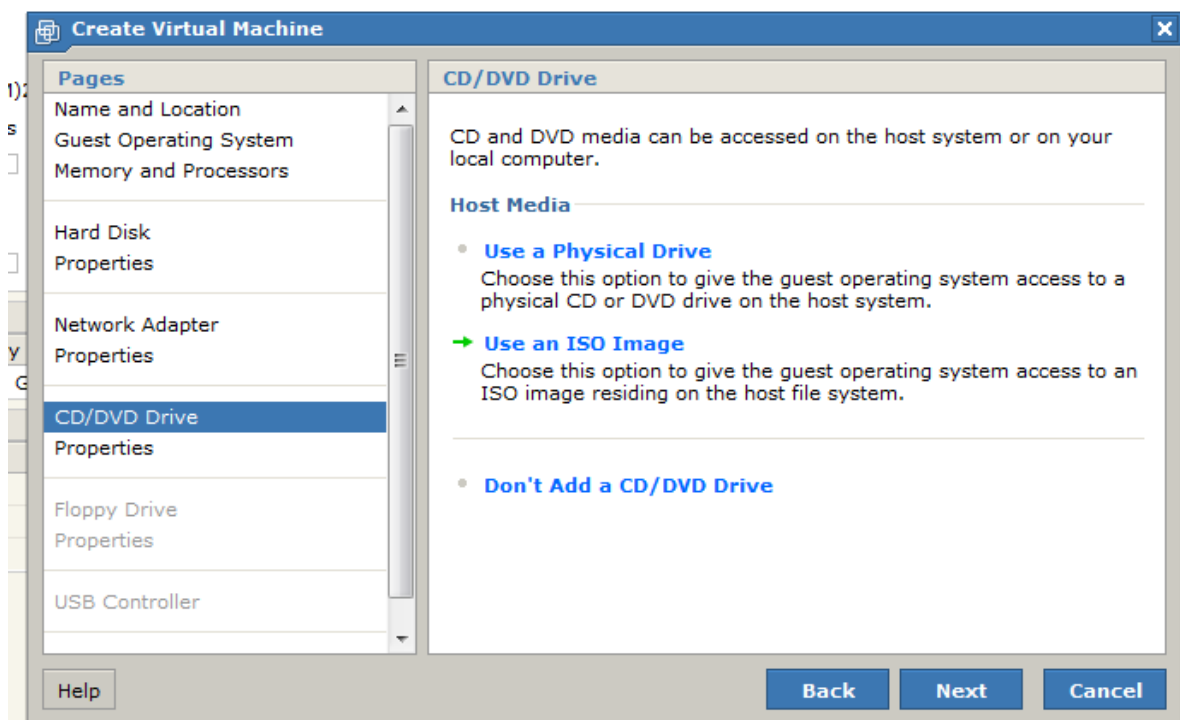 Create Virtual Machine
Pages
Name and Location
Guest Operating System
Memory and Processors
Hard Disk
Properties
Network Adapter
Properties
CD/DVD Drive
Properties
Floppy Drive
Properties
USB Controller
CD/DVD Drive
CD and DVD media can be accessed on the host system or on your
local computer.
Host Media
Use a Physical Drive
Choose this option to give the guest operating system access to a
physical CD or DVD drive on the host system.
Use an ISO Image
Choose this option to give the guest operating system access to an
ISO image residing on the host file system.
Don't Add a CD/DVD Drive
Help
Back
Next
Cancel